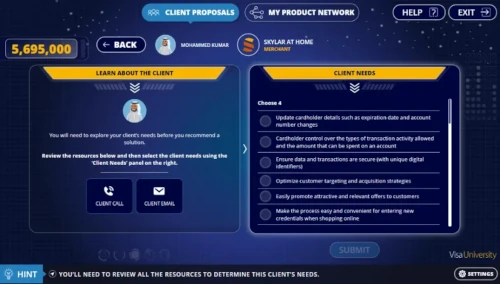 CLIENT PROPOSALS
MY PRODUCT NETWORK
HELP ?
EXIT
5,695,000
BACK
MOHAMMED KUMAR
SKYLAR AT HOME
MERCHANT
LEARN ABOUT THE CLIENT
You will need to explore your client's needs before you recommend a
solution.
Review the resources below and then select the client needs using the
'Client Needs' panel on the right.
CLIENT CALL
CLIENT EMAIL
CLIENT NEEDS
Choose 4
Update cardholder details such as expiration date and account
number changes
Cardholder control over the types of transaction activity allowed
and the amount that can be spent on an account
Ensure data and transactions are secure (with unique digital
identifiers)
Optimize customer targeting and acquisition strategies
Easily promote attractive and relevant offers to customers
Make the process easy and convenient for entering new
credentials when shopping online
SUBMIT
Visa University
HINT
YOU'LL NEED TO REVIEW ALL THE RESOURCES TO DETERMINE THIS CLIENT'S NEEDS.
SETTINGS